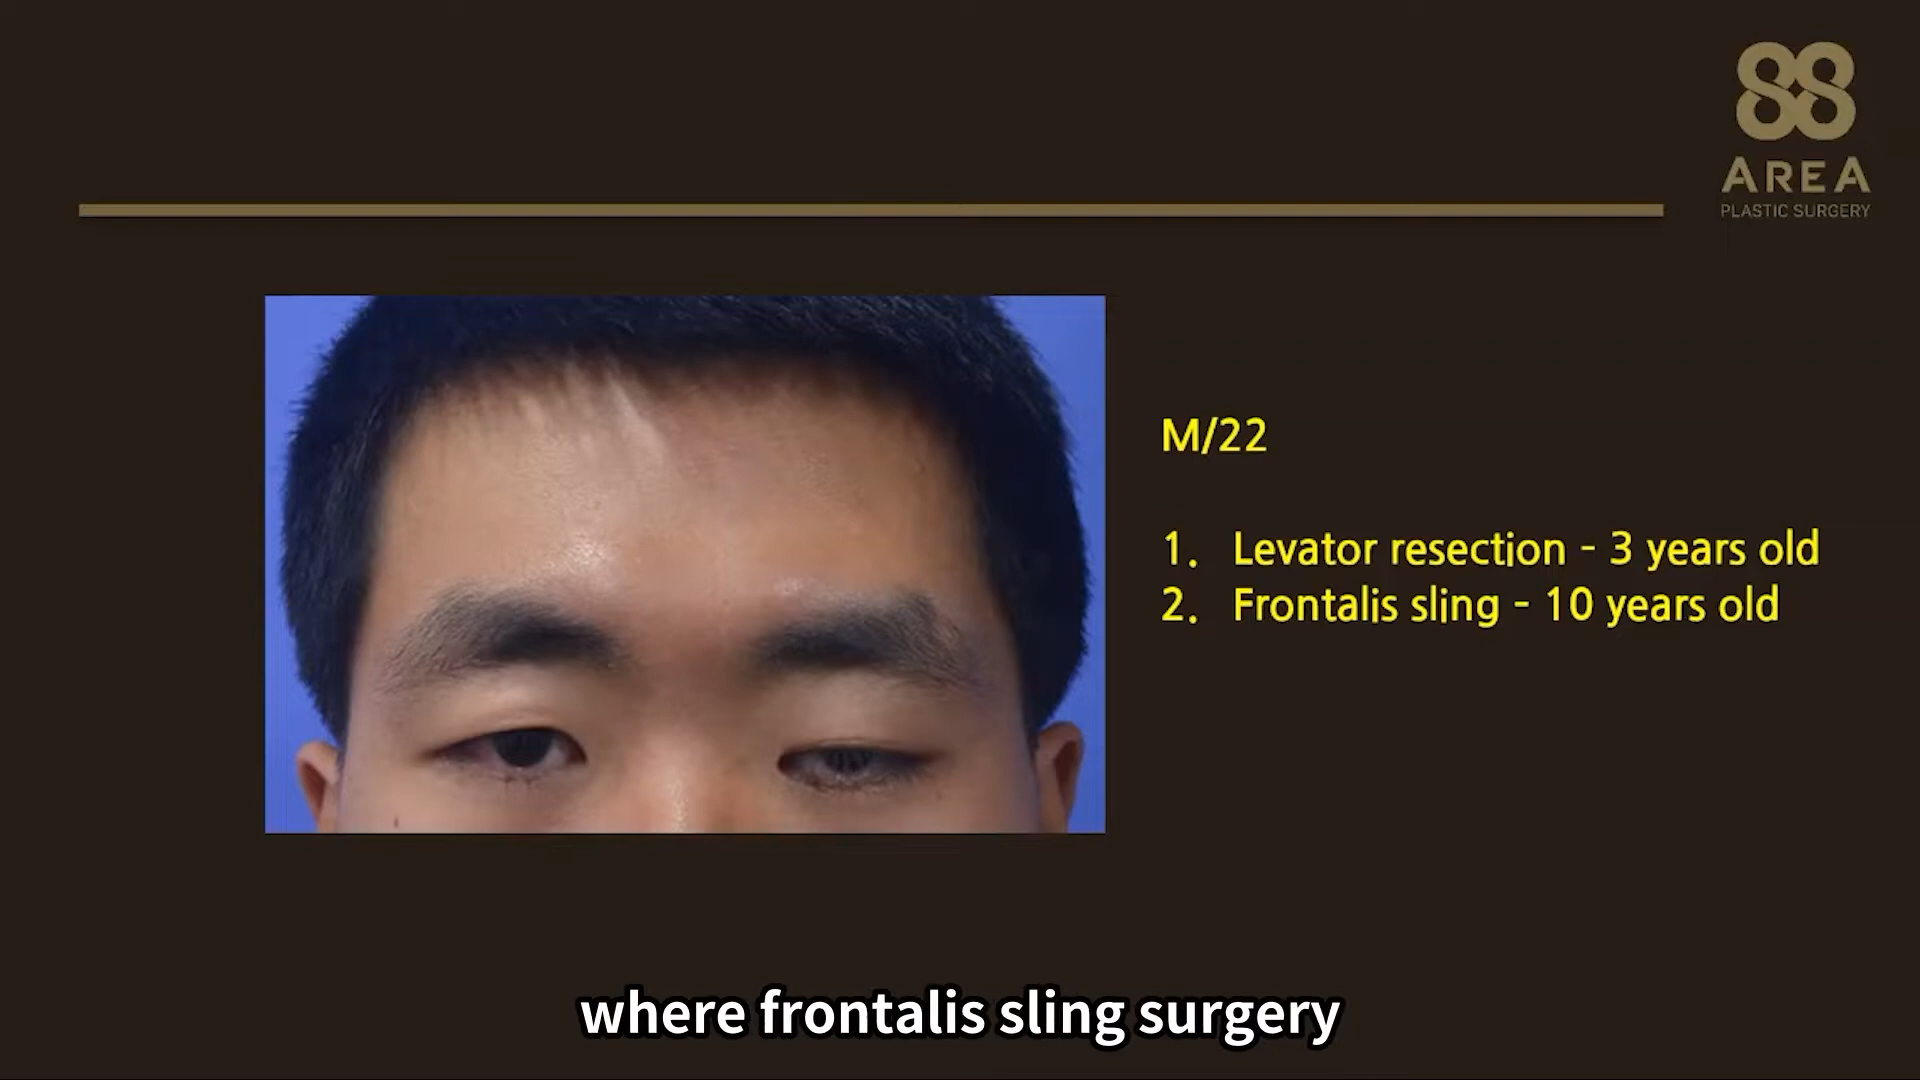 88
AREA
PLASTIC SURGERY
M/22
1. Levator resection - 3 years old
2. Frontalis sling - 10 years old
where frontalis sling surgery